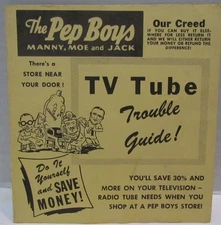 The Pep Boys
MANNY, MOE and JACK
Our Creed
IF YOU CAN BUY IT ELSE-
WHERE FOR LESS RETURN IT
AND WE WILL EITHER RETURN
YOUR MONEY OR REFUND THE
DIFFERENCE!
There's a
STORE NEAR
YOUR DOOR!
TV Tube
Trouble
Guide!
Do It
Yourself
and SAVE
MONEY!
YOU'LL SAVE 30% AND
MORE ON YOUR TELEVISION -
RADIO TUBE NEEDS WHEN YOU
SHOP AT A PEP BOYS STORE!